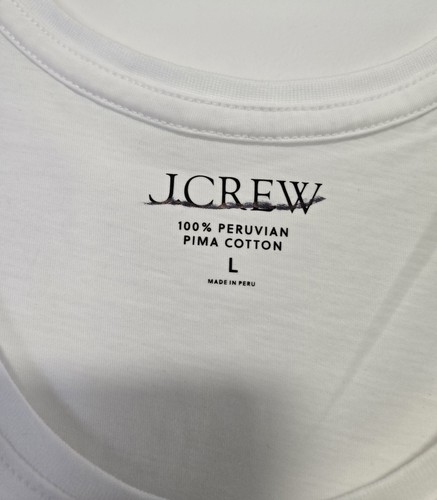 J.CREW
100% PERUVIAN
PIMA COTTON
L
MADE IN PERU